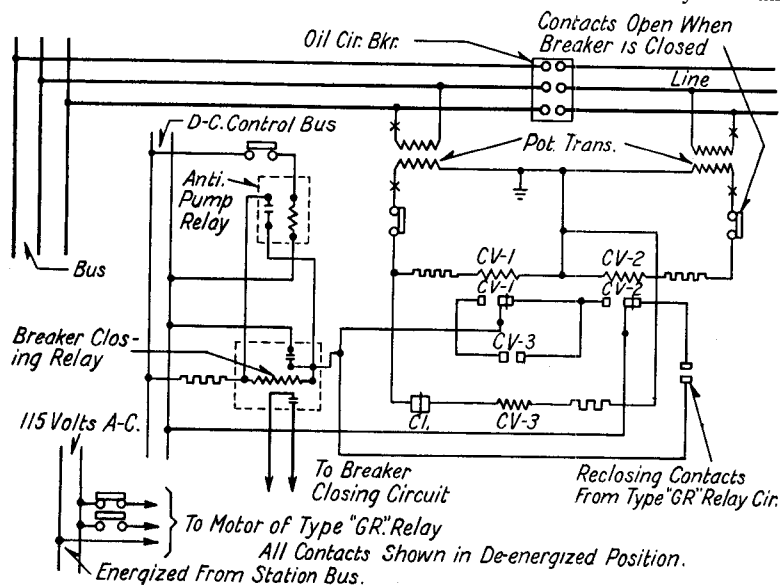 Contacts Open When
Breaker is Closed
Oil Cir. Bkr.
Line
D-C. Control Bus
Pot. Trans.
Anti.
Pump
Relay
Bus
CV-1
CV-2
CV-1
CV-2
CV-3
Breaker Clos-
ing Relay
115 Volts A-C.
C1.
CV-3
To Breaker
Closing Circuit
Reclosing Contacts
From Type "GR" Relay Cir.
To Motor of Type "GR." Relay
All Contacts Shown in De-energized Position.
Energized From Station Bus.